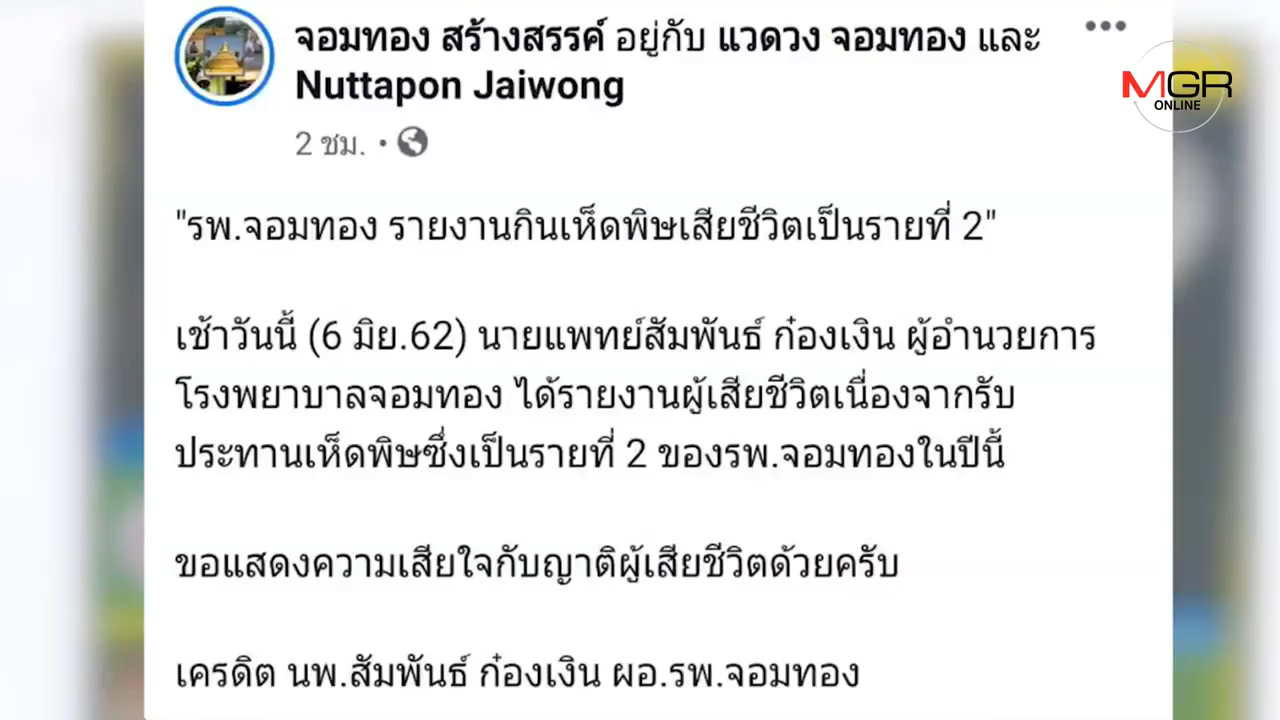 จอมทอง สร้างสรรค์ อยู่กับ แวดวง จอมทอง และ
Nuttapon Jaiwong
2 ชม.
MGR
ONLINE
"รพ.จอมทอง รายงานกินเห็ดพิษเสียชีวิตเป็นรายที่ 2"
เช้าวันนี้ (6 มิย.62) นายแพทย์สัมพันธ์ ก๋องเงิน ผู้อำนวยการ
โรงพยาบาลจอมทอง ได้รายงานผู้เสียชีวิตเนื่องจากรับ
ประทานเห็ดพิษซึ่งเป็นรายที่ 2 ของรพ.จอมทองในปีนี้
ขอแสดงความเสียใจกับญาติผู้เสียชีวิตด้วยครับ
เครดิต นพ.สัมพันธ์ ก๋องเงิน ผอ.รพ.จอมทอง